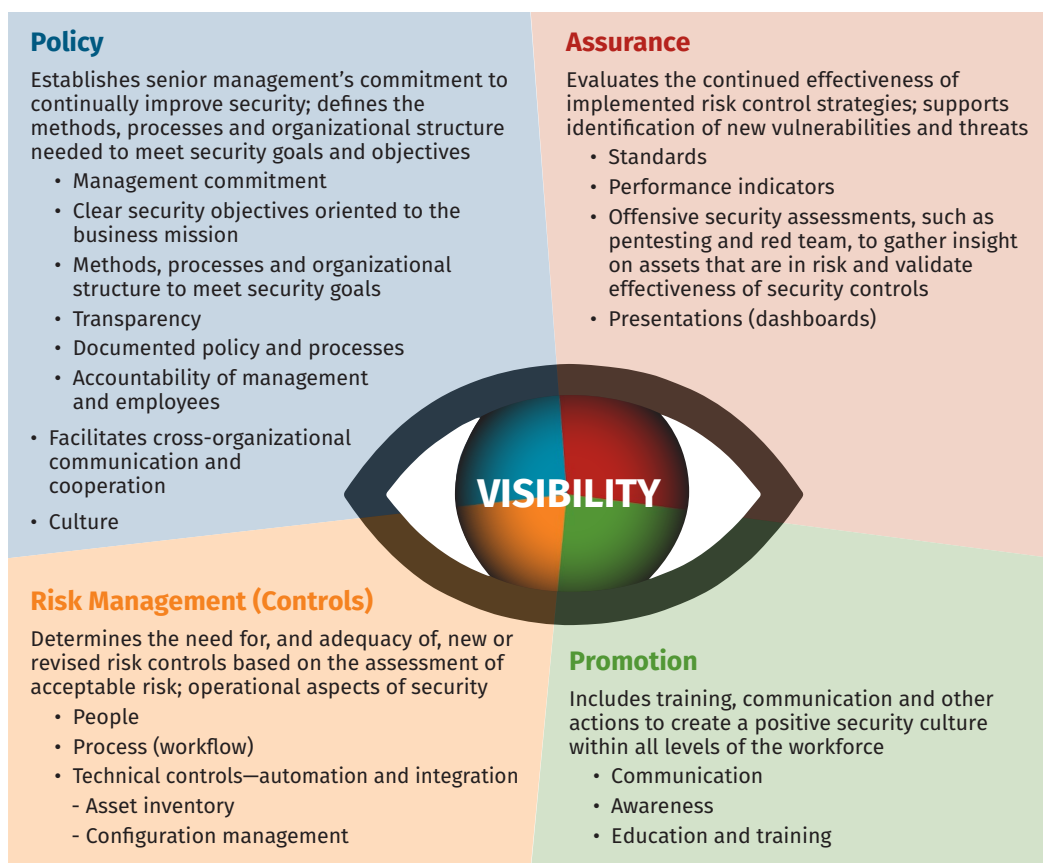 Policy
Establishes senior management’s commitment to
continually improve security; defines the
methods, processes and organizational structure
needed to meet security goals and objectives
• Management commitment
• Clear security objectives oriented to the
business mission
• Methods, processes and organizational
structure to meet security goals
• Transparency
• Documented policy and processes
• Accountability of management
and employees
• Facilitates cross-organizational
communication and
cooperation
• Culture
Assurance
Evaluates the continued effectiveness of
implemented risk control strategies; supports
identification of new vulnerabilities and threats
• Standards
• Performance indicators
• Offensive security assessments, such as
pentesting and red team, to gather insight
on assets that are in risk and validate
effectiveness of security controls
• Presentations (dashboards)
VISIBILITY
Risk Management (Controls)
Determines the need for, and adequacy of, new or
revised risk controls based on the assessment of
acceptable risk; operational aspects of security
• People
• Process (workflow)
• Technical controls—automation and integration
- Asset inventory
- Configuration management
Promotion
Includes training, communication and other
actions to create a positive security culture
within all levels of the workforce
• Communication
• Awareness
• Education and training